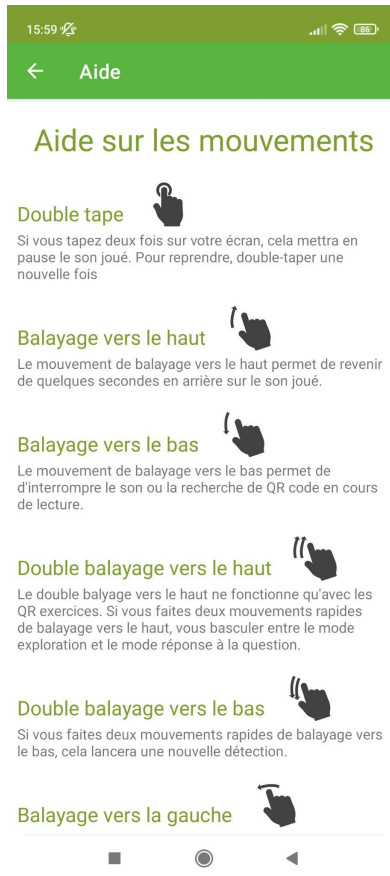 15:59
86
Aide
Aide sur les mouvements
Double tape
Si vous tapez deux fois sur votre écran, cela mettra en
pause le son joué. Pour reprendre, double-taper une
nouvelle fois
Balayage vers le haut
Le mouvement de balayage vers le haut permet de revenir
de quelques secondes en arrière sur le son joué.
Balayage vers le bas
Le mouvement de balayage vers le bas permet de
d'interrompre le son ou la recherche de QR code en cours
de lecture.
Double balayage vers le haut
Le double balyage vers le haut ne fonctionne qu'avec les
QR exercices. Si vous faites deux mouvements rapides
de balayage vers le haut, vous basculer entre le mode
exploration et le mode réponse à la question.
Double balayage vers le bas
Si vous faites deux mouvements rapides de balayage vers
le bas, cela lancera une nouvelle détection.
Balayage vers la gauche